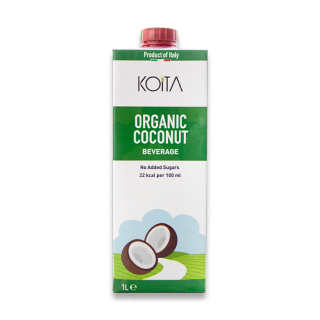 Product of Italy
KOiTA
ORGANIC
COCONUT
BEVERAGE
No Added Sugars
22 kcal per 100 ml
1L ℮